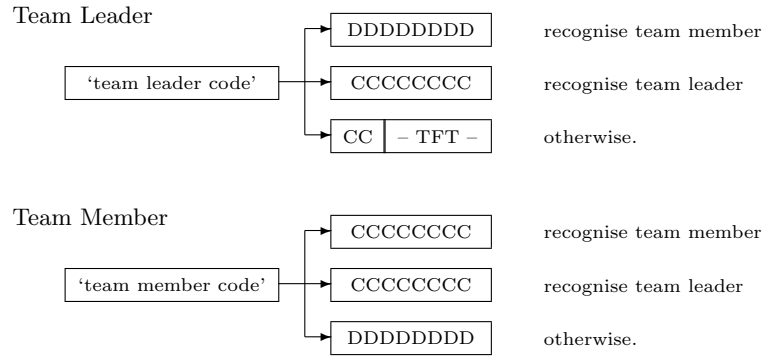 Team Leader
DDDDDDDD recognise team member
‘team leader code’ CCCCCCCC recognise team leader
CC – TFT – otherwise.
Team Member
CCCCCCCC recognise team member
‘team member code’ CCCCCCCC recognise team leader
DDDDDDDD otherwise.